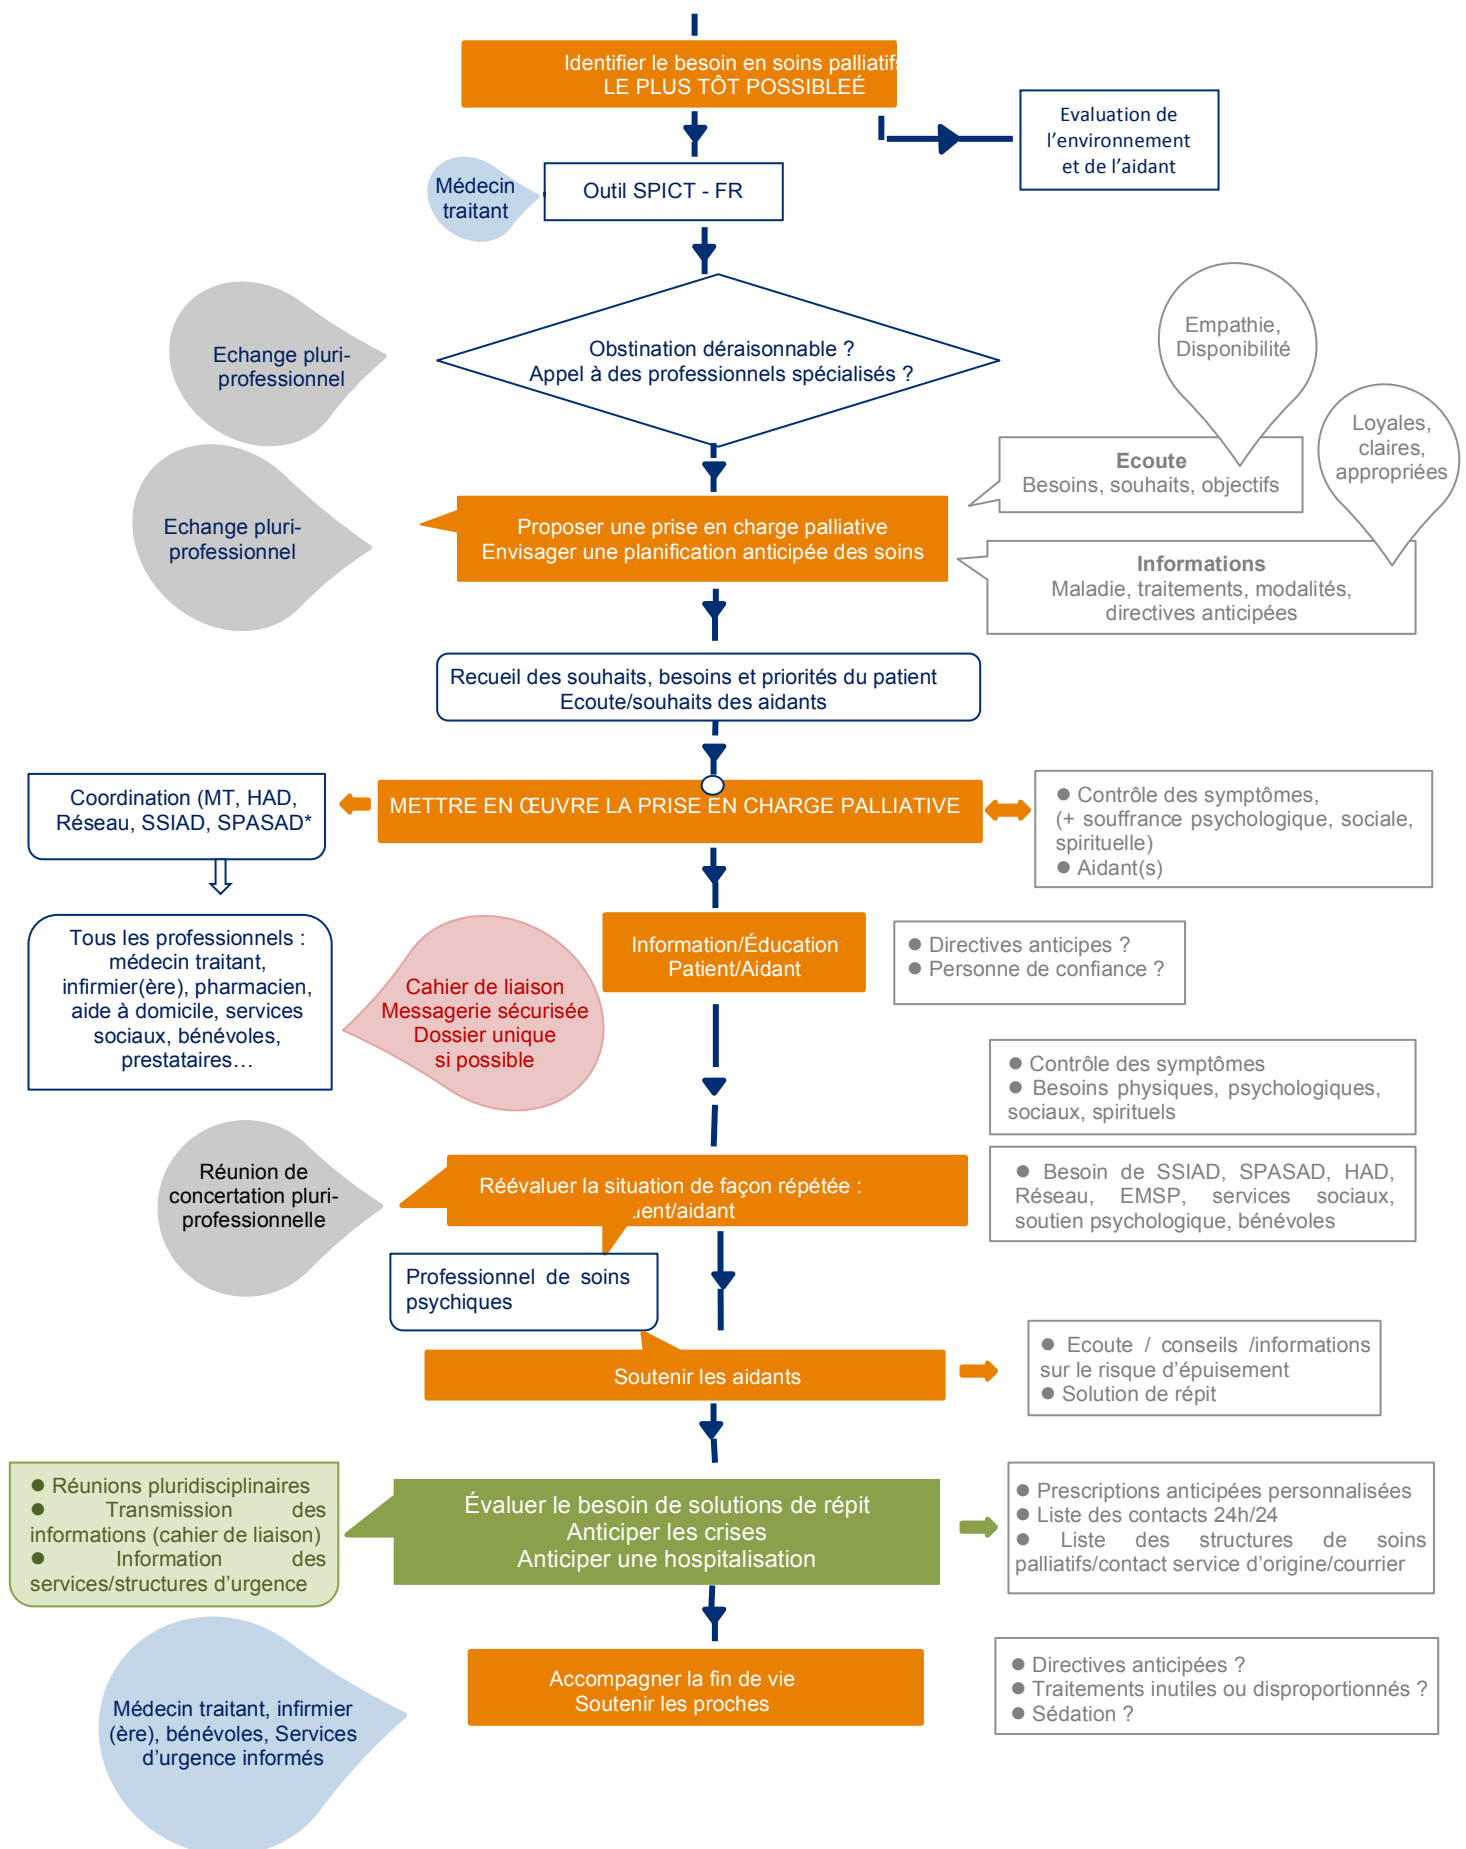 Identifier le besoin en soins palliatifs
LE PLUS TÔT POSSIBLEÉ
Evaluation de
l’environnement
et de l’aidant
Médecin
traitant
Outil SPICT - FR
Echange pluri-
professionnel
Obstination déraisonnable ?
Appel à des professionnels spécialisés ?
Empathie,
Disponibilité
Loyales,
claires,
appropriées
Ecoute
Besoins, souhaits, objectifs
Echange pluri-
professionnel
Proposer une prise en charge palliative
Envisager une planification anticipée des soins
Informations
Maladie, traitements, modalités,
directives anticipées
Recueil des souhaits, besoins et priorités du patient
Ecoute/souhaits des aidants
Coordination (MT, HAD,
Réseau, SSIAD, SPASAD*
METTRE EN ŒUVRE LA PRISE EN CHARGE PALLIATIVE
● Contrôle des symptômes,
(+ souffrance psychologique, sociale,
spirituelle)
● Aidant(s)
Tous les professionnels :
médecin traitant,
infirmier(ère), pharmacien,
aide à domicile, services
sociaux, bénévoles,
prestataires…
Cahier de liaison
Messagerie sécurisée
Dossier unique
si possible
Information/Éducation
Patient/Aidant
● Directives anticipes ?
● Personne de confiance ?
● Contrôle des symptômes
● Besoins physiques, psychologiques,
sociaux, spirituels
Réunion de
concertation pluri-
professionnelle
Réévaluer la situation de façon répétée :
ient/aidant
● Besoin de SSIAD, SPASAD, HAD,
Réseau, EMSP, services sociaux,
soutien psychologique, bénévoles
Professionnel de soins
psychiques
Soutenir les aidants
● Ecoute / conseils /informations
sur le risque d’épuisement
● Solution de répit
● Réunions pluridisciplinaires
● Transmission des
informations (cahier de liaison)
● Information des
services/structures d’urgence
Évaluer le besoin de solutions de répit
Anticiper les crises
Anticiper une hospitalisation
● Prescriptions anticipées personnalisées
● Liste des contacts 24h/24
● Liste des structures de soins
palliatifs/contact service d’origine/courrier
Médecin traitant, infirmier
(ère), bénévoles, Services
d’urgence informés
Accompagner la fin de vie
Soutenir les proches
● Directives anticipées ?
● Traitements inutiles ou disproportionnés ?
● Sédation ?